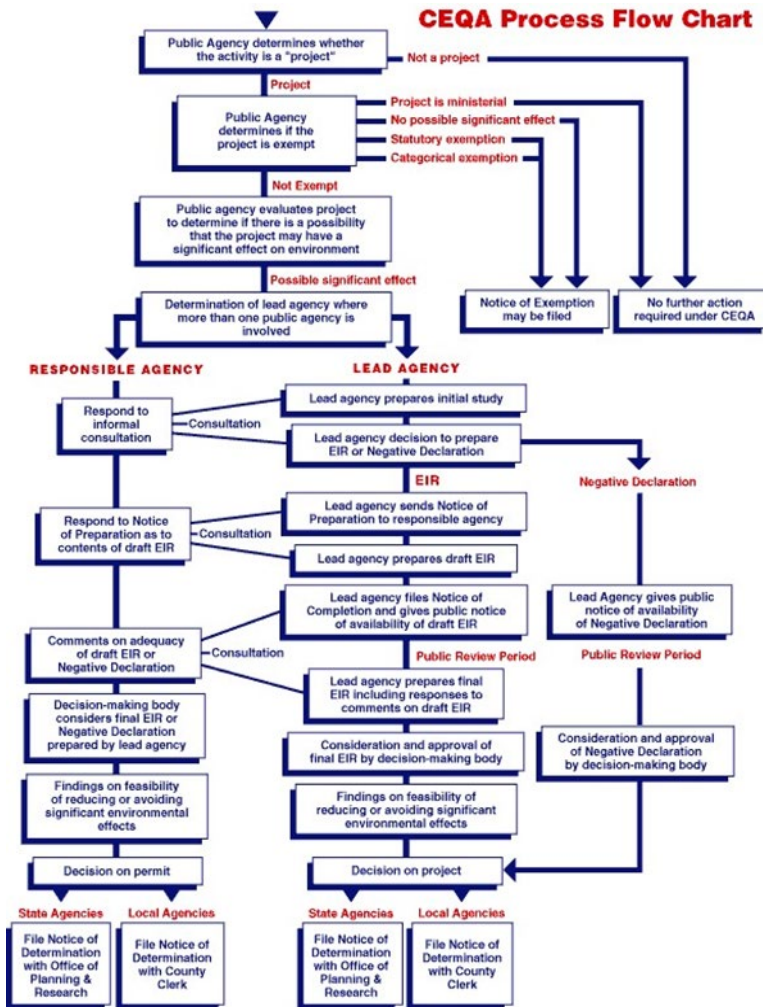 CEQA Process Flow Chart
Public Agency determines whether
the activity is a "project"
Not a project
Project
Public Agency
determines if the
project is exempt
Project is ministerial
No possible significant effect
Statutory exemption
Categorical exemption
Not Exempt
Public agency evaluates project
to determine if there is a possibility
that the project may have a
significant effect on environment
Possible significant effect
Determination of lead agency where
more than one public agency is
involved
Notice of Exemption
may be filed
No further action
required under CEQA
RESPONSIBLE AGENCY
LEAD AGENCY
Respond to
informal
consultation
Consultation
Lead agency prepares initial study
Lead agency decision to prepare
EIR or Negative Declaration
EIR
Negative Declaration
Respond to Notice
of Preparation as to
contents of draft EIR
Consultation
Lead agency sends Notice of
Preparation to responsible agency
Lead agency prepares draft EIR
Lead agency files Notice of
Completion and gives public notice
of availability of draft EIR
Lead Agency gives public
notice of availability
of Negative Declaration
Comments on adequacy
of draft EIR or
Negative Declaration
Consultation
Public Review Period
Public Review Period
Lead agency prepares final
EIR including responses to
comments on draft EIR
Decision-making body
considers final EIR or
Negative Declaration
prepared by lead agency
Consideration and approval of
final EIR by decision-making body
Consideration and approval
of Negative Declaration
by decision-making body
Findings on feasibility
of reducing or avoiding
significant environmental
effects
Findings on feasibility of
reducing or avoiding significant
environmental effects
Decision on permit
Decision on project
State Agencies
Local Agencies
State Agencies
Local Agencies
File Notice of
Determination
with Office of
Planning &
Research
File Notice of
Determination
with County
Clerk
File Notice of
Determination
with Office of
Planning &
Research
File Notice of
Determination
with County
Clerk